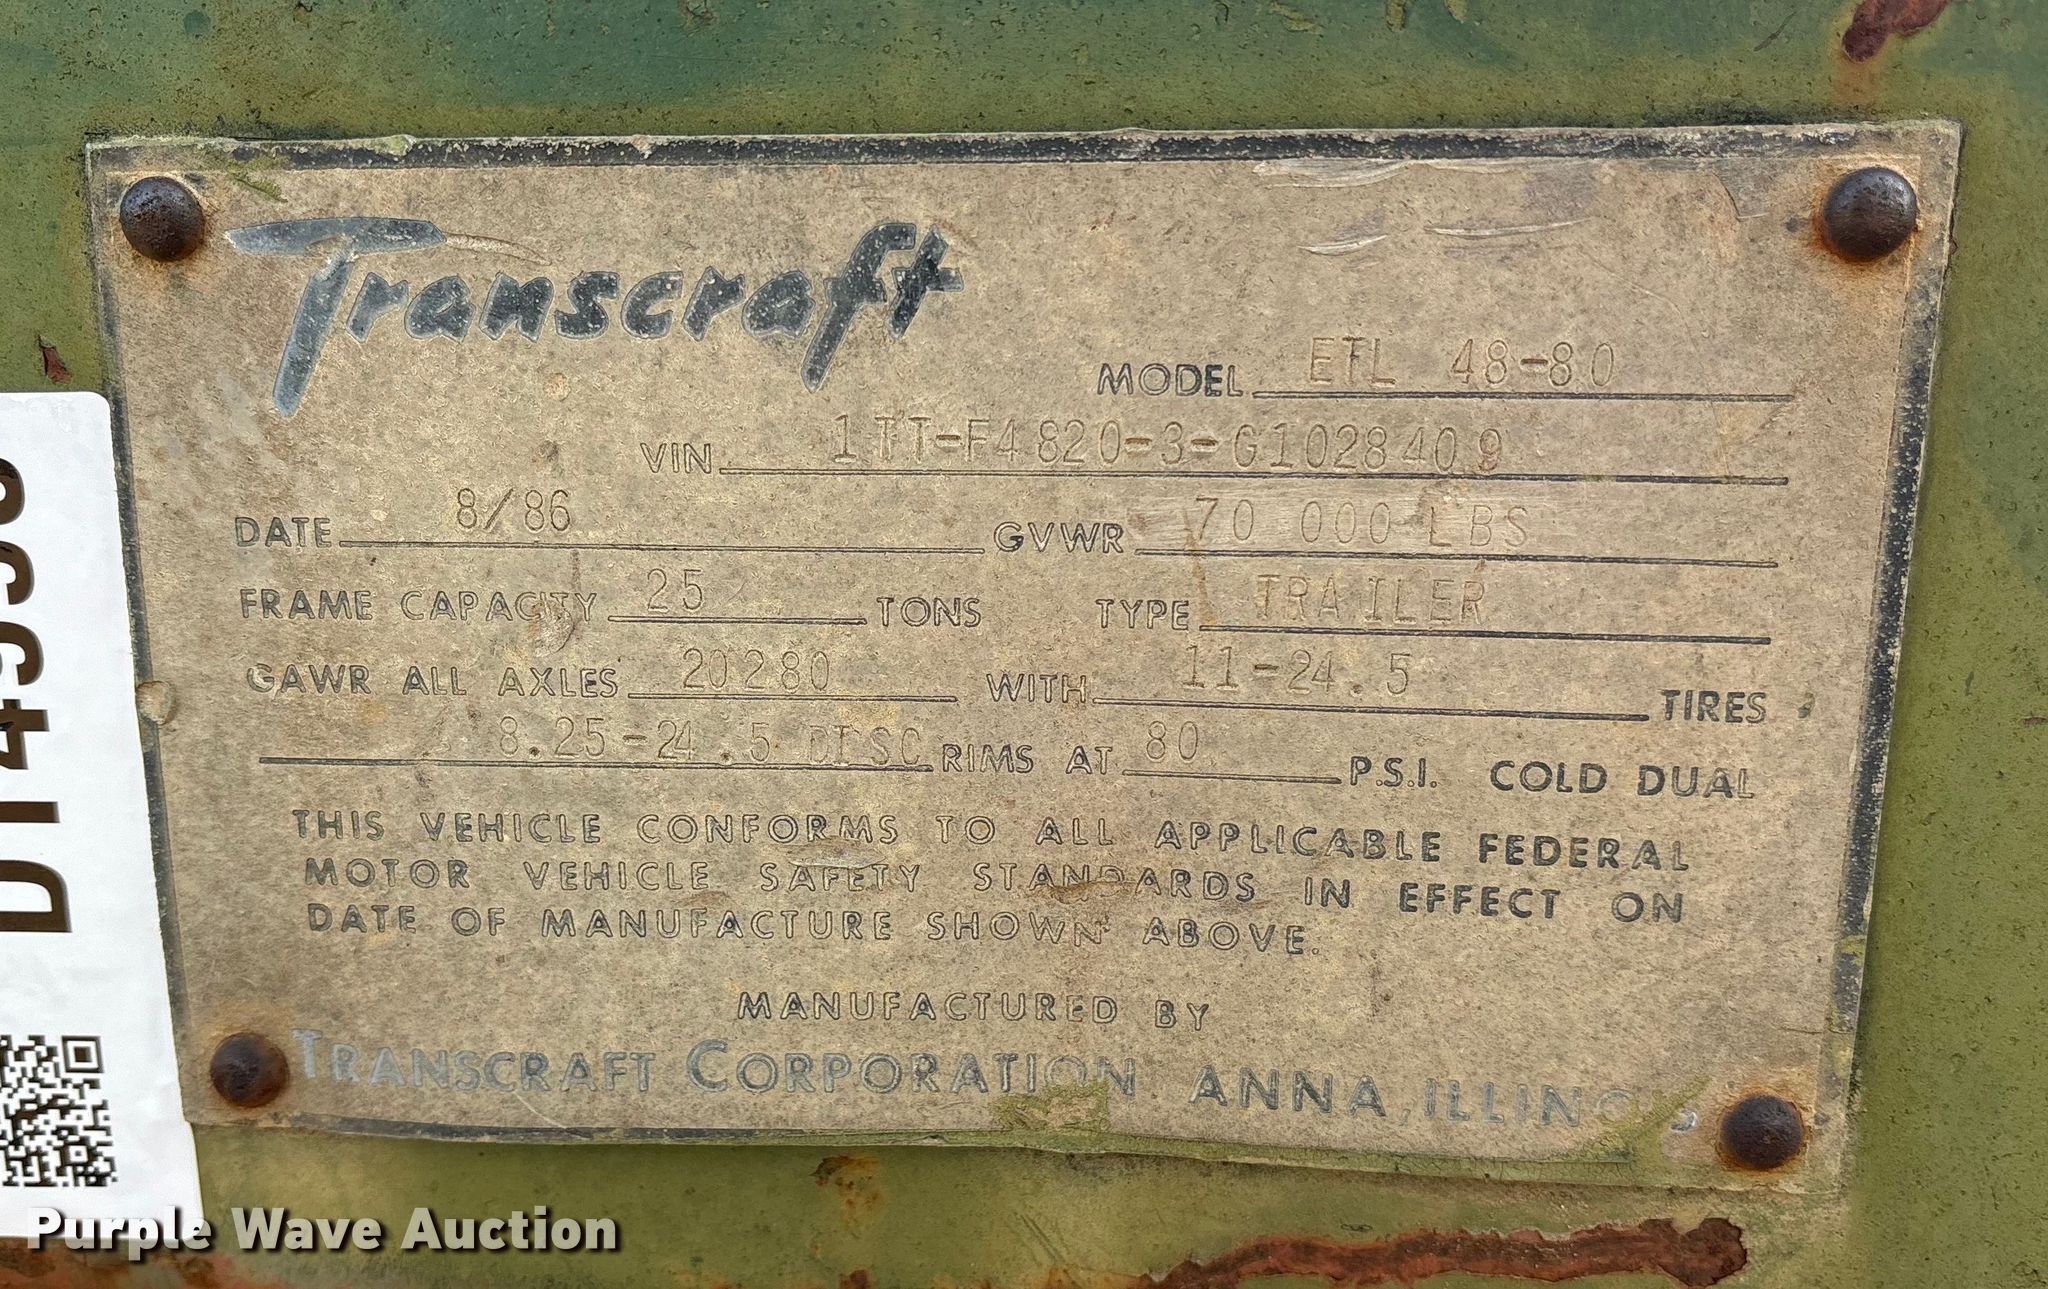 Transcraft
MODEL ETL 48-80
VIN 1TT-F4820-3-G1028409
DATE 8/86 GVWR 70 000 LBS
FRAME CAPACITY 25 TONS TYPE TRAILER
GAWR ALL AXLES 20280 WITH 11-24.5 TIRES
8.25-24.5 DISC RIMS AT 80 P.S.I. COLD DUAL
THIS VEHICLE CONFORMS TO ALL APPLICABLE FEDERAL
MOTOR VEHICLE SAFETY STANDARDS IN EFFECT ON
DATE OF MANUFACTURE SHOWN ABOVE.
MANUFACTURED BY
TRANSCRAFT CORPORATION ANNA, ILLINOIS
Purple Wave Auction